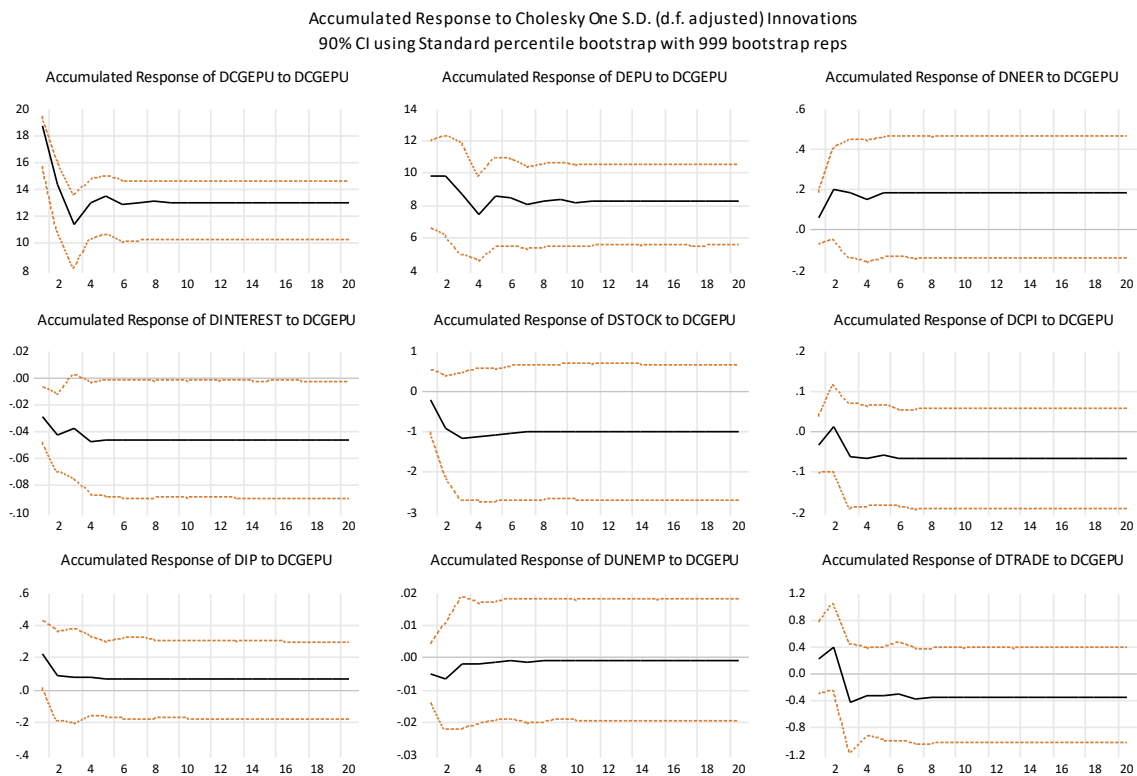 Accumulated Response to Cholesky One S.D. (d.f. adjusted) Innovations
90% CI using Standard percentile bootstrap with 999 bootstrap reps
Accumulated Response of DCGEPU to DCGEPU
20
18
16
14
12
10
8
2 4 6 8 10 12 14 16 18 20
Accumulated Response of DEPU to DCGEPU
14
12
10
8
6
4
2 4 6 8 10 12 14 16 18 20
Accumulated Response of DNEER to DCGEPU
.6
.4
.2
.0
-.2
2 4 6 8 10 12 14 16 18 20
Accumulated Response of DINTEREST to DCGEPU
.02
.00
-.02
-.04
-.06
-.08
-.10
2 4 6 8 10 12 14 16 18 20
Accumulated Response of DSTOCK to DCGEPU
1
0
-1
-2
-3
2 4 6 8 10 12 14 16 18 20
Accumulated Response of DCPI to DCGEPU
.2
.1
.0
-.1
-.2
2 4 6 8 10 12 14 16 18 20
Accumulated Response of DIP to DCGEPU
.6
.4
.2
.0
-.2
-.4
2 4 6 8 10 12 14 16 18 20
Accumulated Response of DUNEMP to DCGEPU
.02
.01
.00
-.01
-.02
-.03
2 4 6 8 10 12 14 16 18 20
Accumulated Response of DTRADE to DCGEPU
1.2
0.8
0.4
0.0
-0.4
-0.8
-1.2
2 4 6 8 10 12 14 16 18 20